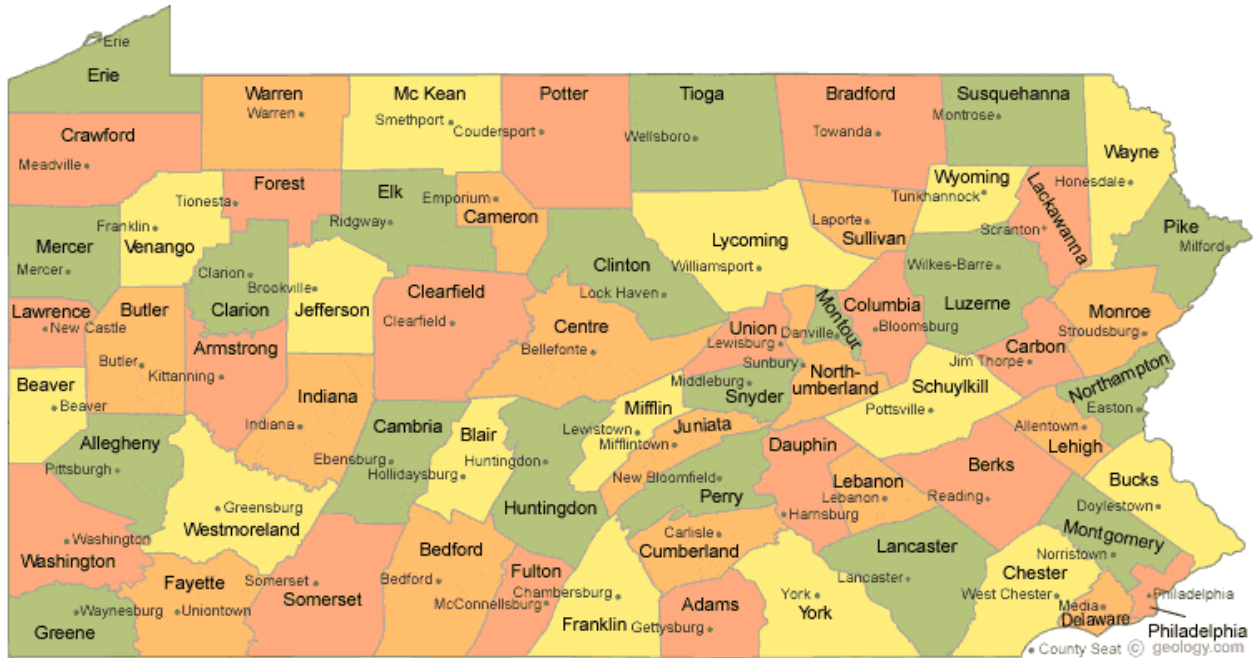 Erie
Erie
Warren
Warren
Mc Kean
Smethport
Potter
Coudersport
Tioga
Wellsboro
Bradford
Towanda
Susquehanna
Montrose
Wayne
Honesdale
Crawford
Meadville
Forest
Tionesta
Elk
Ridgway
Emporium
Cameron
Wyoming
Tunkhannock
Lackawanna
Scranton
Pike
Milford
Mercer
Mercer
Franklin
Venango
Clarion
Clarion
Brookville
Jefferson
Clearfield
Clearfield
Clinton
Lock Haven
Lycoming
Williamsport
Laporte
Sullivan
Wilkes-Barre
Luzerne
Lawrence
New Castle
Butler
Butler
Armstrong
Kittanning
Centre
Bellefonte
Union
Lewisburg
Montour
Danville
Columbia
Bloomsburg
Monroe
Stroudsburg
Carbon
Jim Thorpe
Beaver
Beaver
Indiana
Indiana
Cambria
Ebensburg
Blair
Hollidaysburg
Huntingdon
Huntingdon
Mifflin
Lewistown
Mifflintown
Juniata
Middleburg
Snyder
Sunbury
North-
umberland
Schuylkill
Pottsville
Northampton
Easton
Allentown
Lehigh
Allegheny
Pittsburgh
Greensburg
Westmoreland
New Bloomfield
Perry
Dauphin
Harrisburg
Lebanon
Lebanon
Berks
Reading
Bucks
Doylestown
Montgomery
Norristown
Washington
Washington
Fayette
Uniontown
Somerset
Somerset
Bedford
Bedford
Fulton
McConnellsburg
Chambersburg
Franklin
Carlisle
Cumberland
Adams
Gettysburg
York
York
Lancaster
Lancaster
Chester
West Chester
Media
Delaware
Philadelphia
Philadelphia
Waynesburg
Greene
County Seat © geology.com